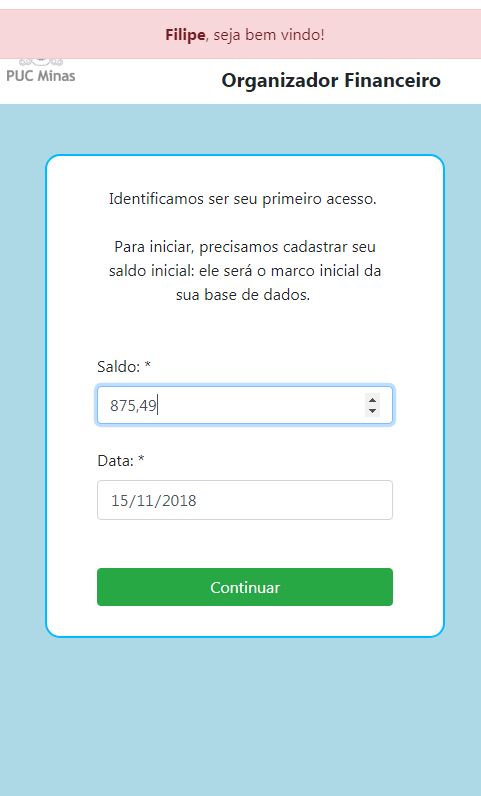 Filipe, seja bem vindo!
PUC Minas
Organizador Financeiro
Identificamos ser seu primeiro acesso.
Para iniciar, precisamos cadastrar seu
saldo inicial: ele será o marco inicial da
sua base de dados.
Saldo: *
875,49
Data: *
15/11/2018
Continuar